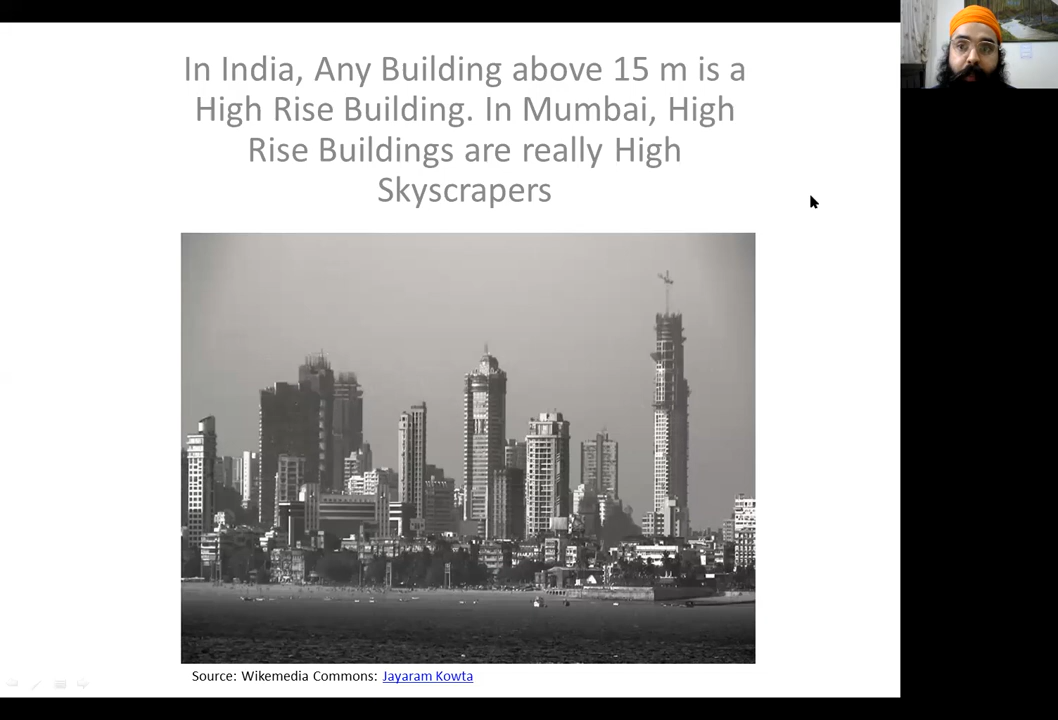 In India, Any Building above 15 m is a
High Rise Building. In Mumbai, High
Rise Buildings are really High
Skyscrapers
Source: Wikemedia Commons: Jayaram Kowta